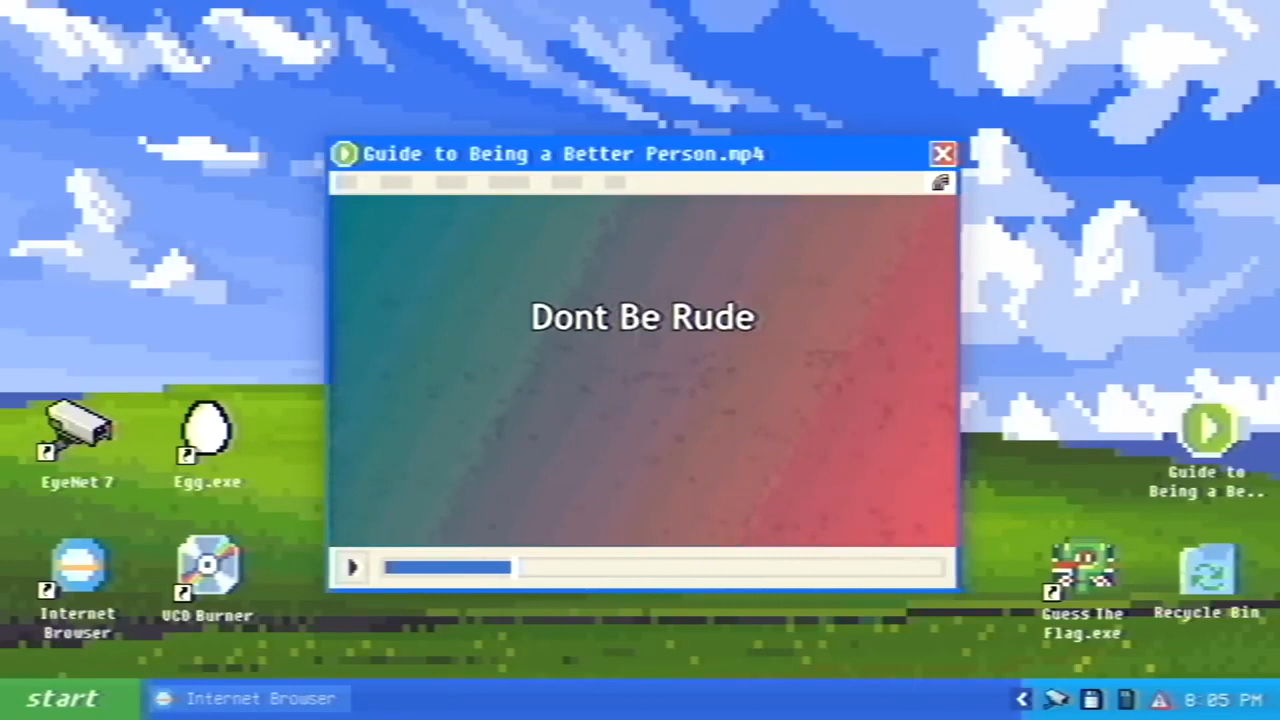 Guide to Being a Better Person.mp4
Dont Be Rude
EyeNet 7
Egg.exe
Guide to
Being a Be..
Internet
Browser
VCD Burner
Guess The
Flag.exe
Recycle Bin
start
Internet Browser
8:05 PM